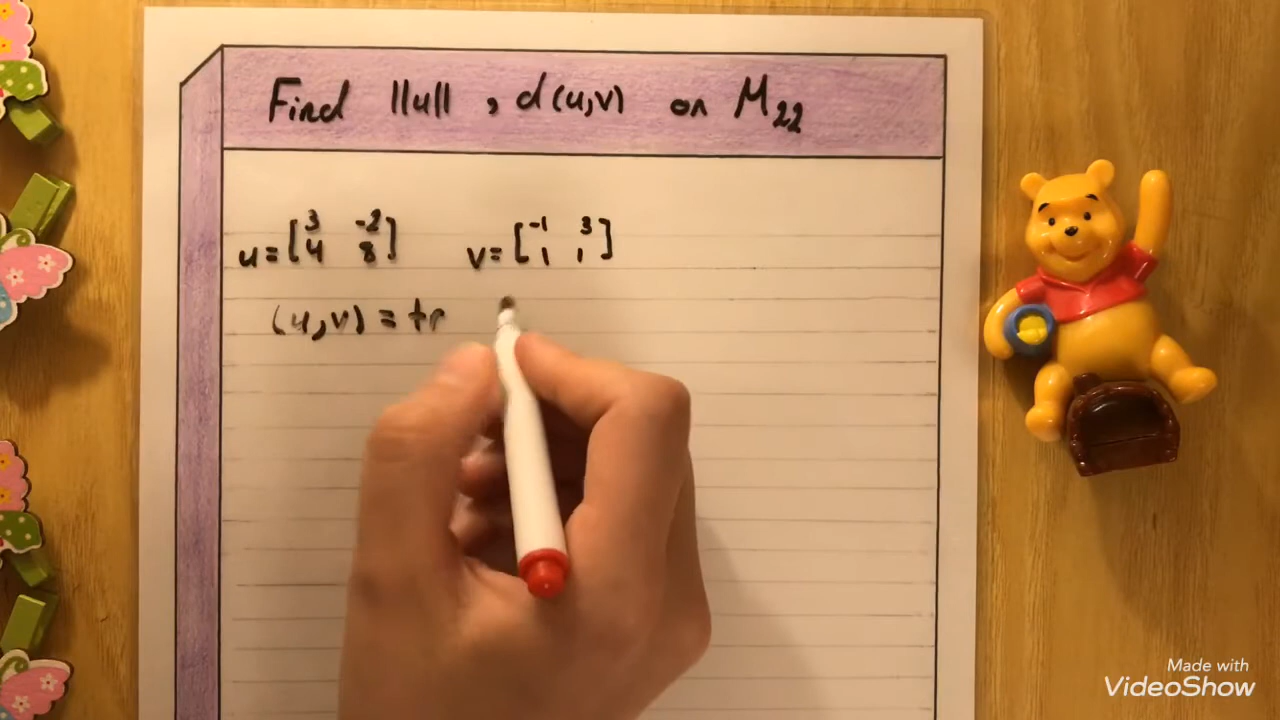 Find ||u|| , d(u,v) on M₂₂
u = [3 -2
4 8] v = [-1 3
1 1]
(u,v) = tr
Made with
VideoShow